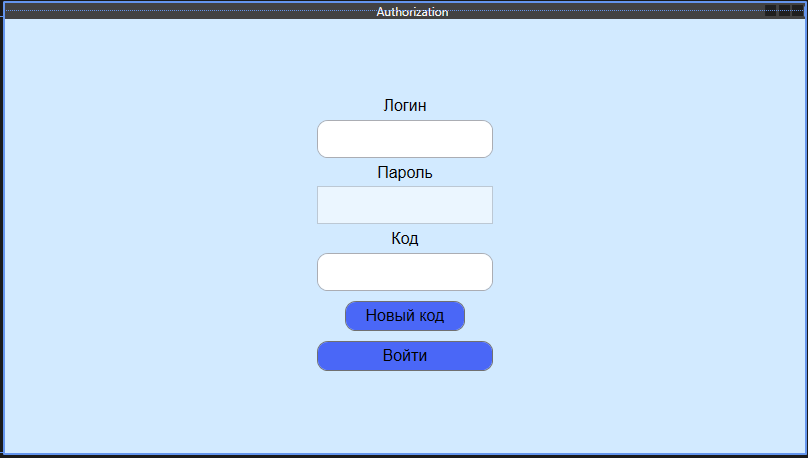 Authorization
Логин
Пароль
Код
Новый код
Войти